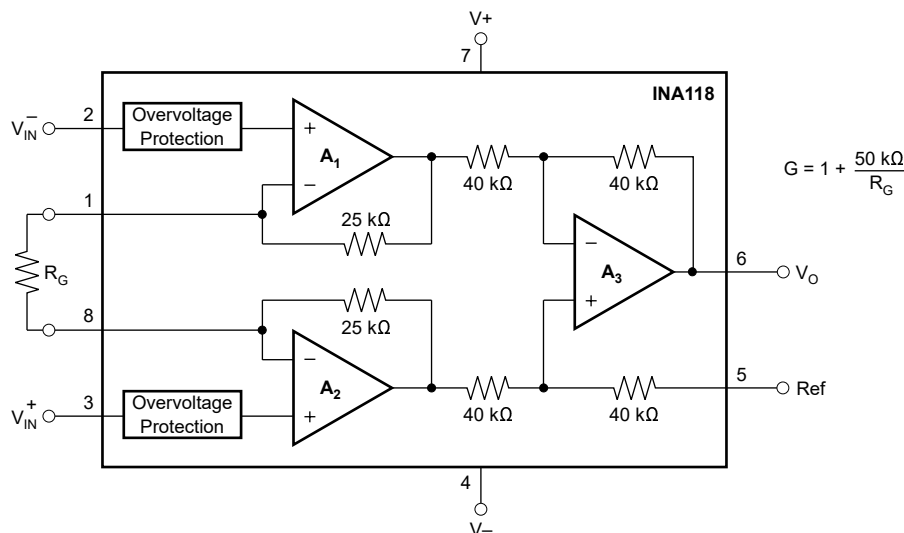 V+
7
INA118
2
V⁻IN
Overvoltage
Protection
+
A1
−
40 kΩ
40 kΩ
G = 1 + 50 kΩ / RG
1
25 kΩ
RG
−
A3
+
6
VO
8
25 kΩ
−
A2
+
5
Ref
40 kΩ
40 kΩ
3
V⁺IN
Overvoltage
Protection
4
V–